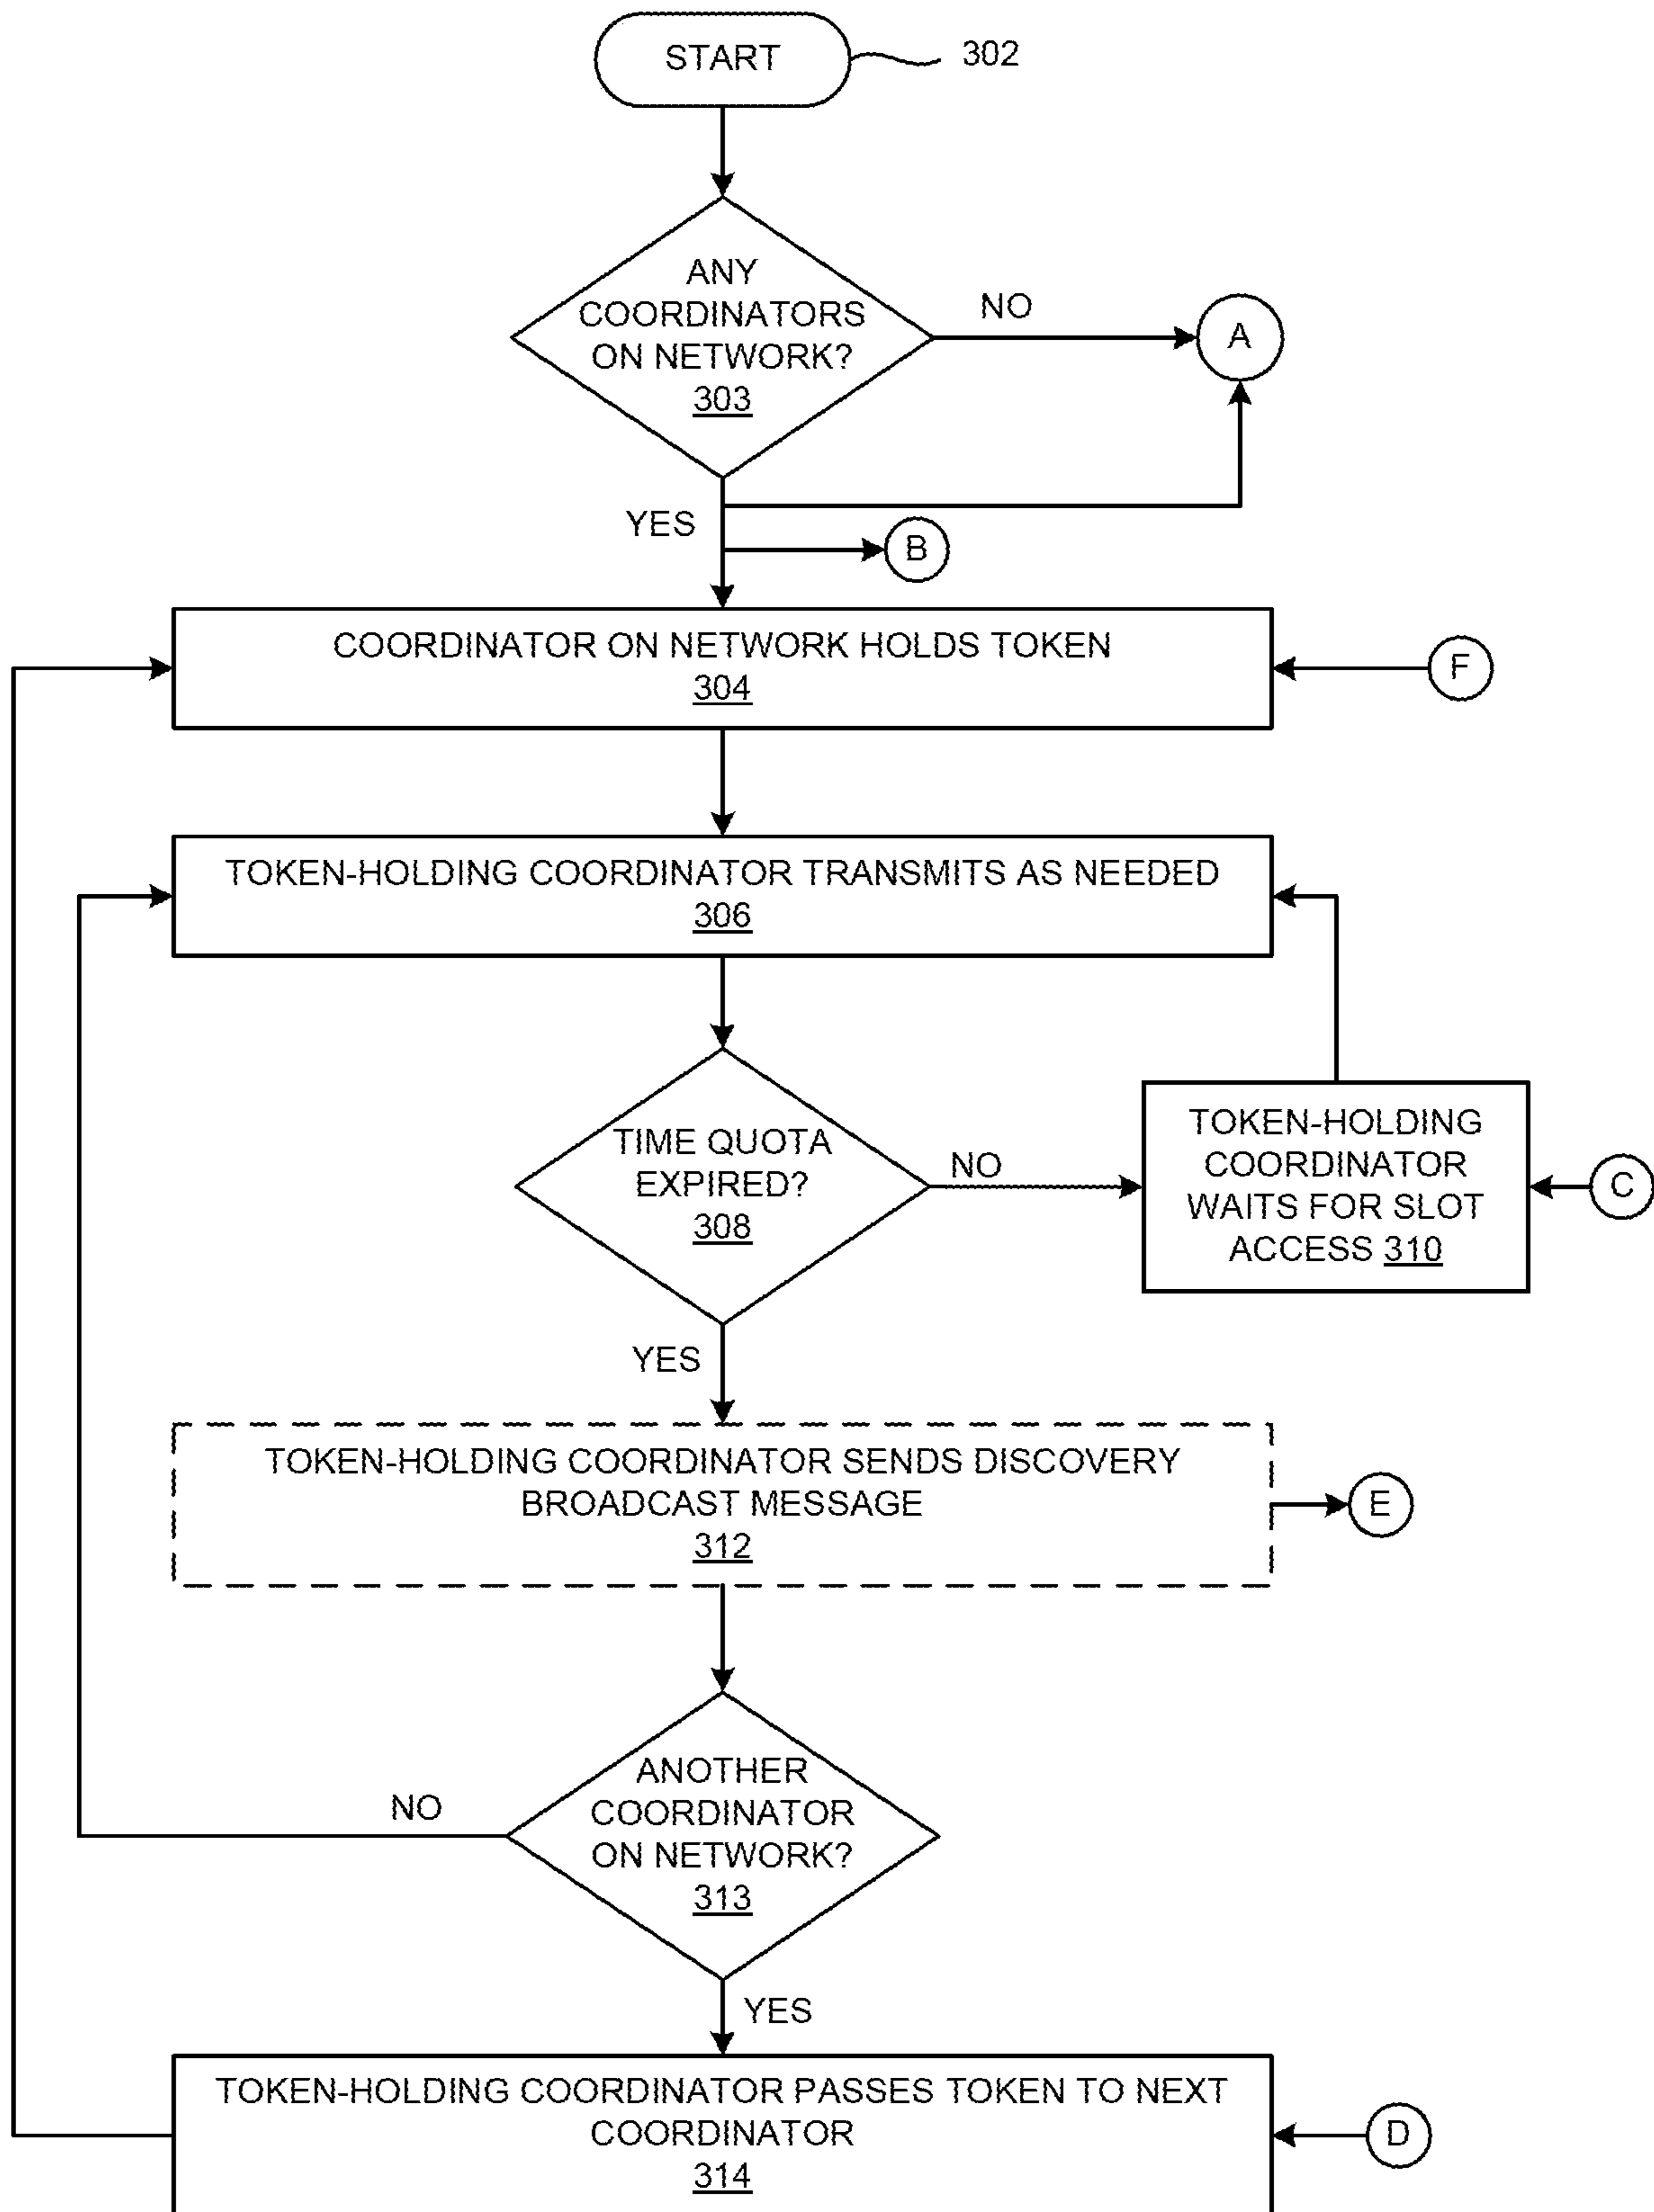 START
302
ANY
COORDINATORS
ON NETWORK?
303
NO
A
YES
B
COORDINATOR ON NETWORK HOLDS TOKEN
304
F
TOKEN-HOLDING COORDINATOR TRANSMITS AS NEEDED
306
TIME QUOTA
EXPIRED?
308
NO
TOKEN-HOLDING
COORDINATOR
WAITS FOR SLOT
ACCESS 310
C
YES
TOKEN-HOLDING COORDINATOR SENDS DISCOVERY
BROADCAST MESSAGE
312
E
ANOTHER
COORDINATOR
ON NETWORK?
313
NO
YES
TOKEN-HOLDING COORDINATOR PASSES TOKEN TO NEXT
COORDINATOR
314
D